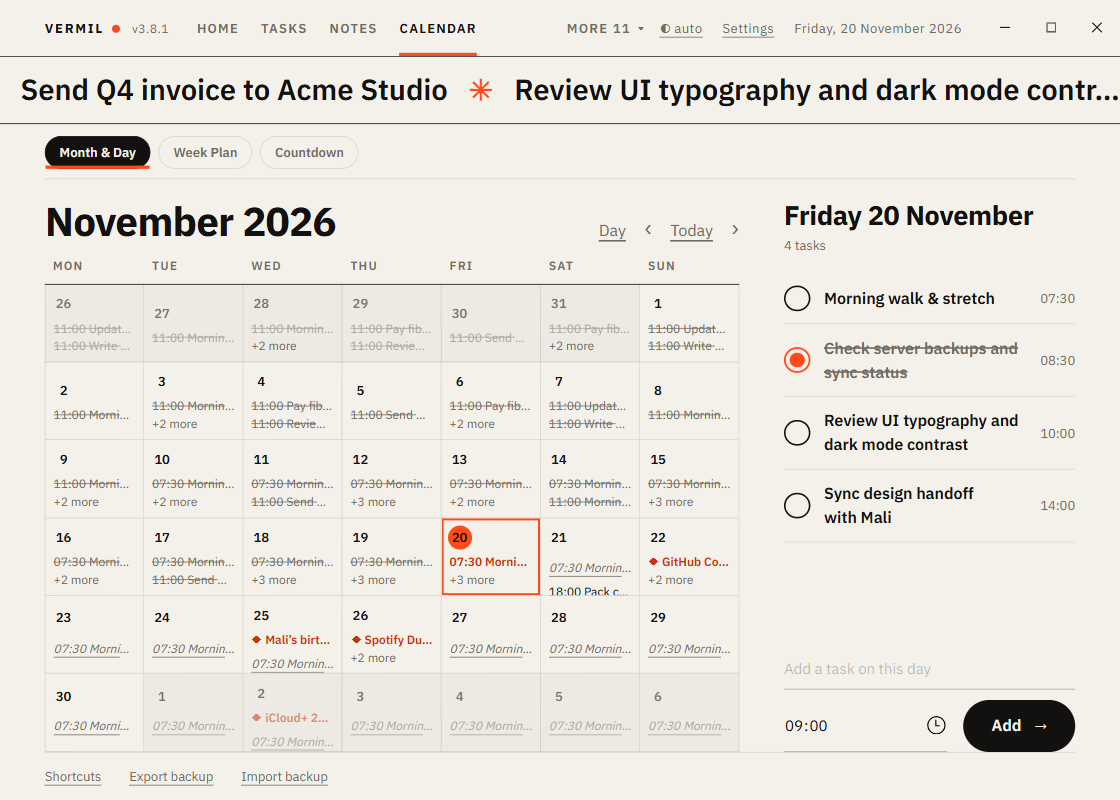 VERMIL v3.8.1 HOME TASKS NOTES CALENDAR MORE 11 auto Settings Friday, 20 November 2026
Send Q4 invoice to Acme Studio ✳ Review UI typography and dark mode contr...
Month & Day Week Plan Countdown
November 2026
Day ‹ Today ›
MON TUE WED THU FRI SAT SUN
26 27 28 29 30 31 1
11:00 Updat... 11:00 Mornin... 11:00 Mornin... 11:00 Pay fib... 11:00 Send ... 11:00 Pay fib... 11:00 Updat...
11:00 Write ... +2 more 11:00 Revie... +2 more 11:00 Write ...
2 3 4 5 6 7 8
11:00 Morni... 11:00 Mornin... 11:00 Pay fib... 11:00 Send ... 11:00 Pay fib... 11:00 Updat... 11:00 Mornin...
+2 more 11:00 Revie... +2 more 11:00 Write ...
9 10 11 12 13 14 15
11:00 Morni... 07:30 Mornin... 07:30 Mornin... 07:30 Mornin... 07:30 Mornin... 07:30 Mornin... 07:30 Mornin...
+2 more +2 more 11:00 Send ... +3 more +2 more 11:00 Mornin... +3 more
16 17 18 19 20 21 22
07:30 Mornin... 07:30 Mornin... 07:30 Mornin... 07:30 Mornin... 07:30 Morni... 07:30 Mornin... GitHub Co...
+2 more 11:00 Send ... +3 more +3 more +3 more 18:00 Pack c... +2 more
23 24 25 26 27 28 29
07:30 Mornin... 07:30 Mornin... Mali's birt... Spotify Du... 07:30 Mornin... 07:30 Mornin... 07:30 Mornin...
07:30 Mornin... +2 more
30 1 2 3 4 5 6
07:30 Morni... 07:30 Mornin... iCloud+ 2... 07:30 Mornin... 07:30 Mornin... 07:30 Mornin... 07:30 Mornin...
07:30 Mornin...
Friday 20 November
4 tasks
Morning walk & stretch 07:30
Check server backups and
sync status 08:30
Review UI typography and
dark mode contrast 10:00
Sync design handoff
with Mali 14:00
Add a task on this day
09:00 Add →
Shortcuts Export backup Import backup